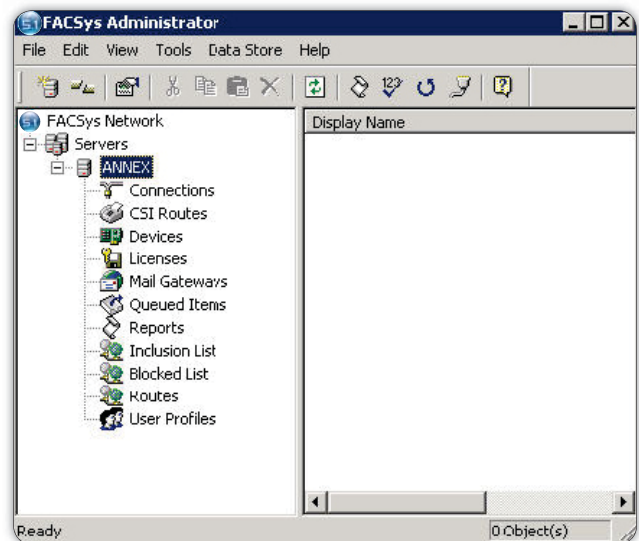 FACSys Administrator
File Edit View Tools Data Store Help
123
FACSys Network
Display Name
Servers
ANNEX
Connections
CSI Routes
Devices
Licenses
Mail Gateways
Queued Items
Reports
Inclusion List
Blocked List
Routes
User Profiles
Ready
0 Object(s)